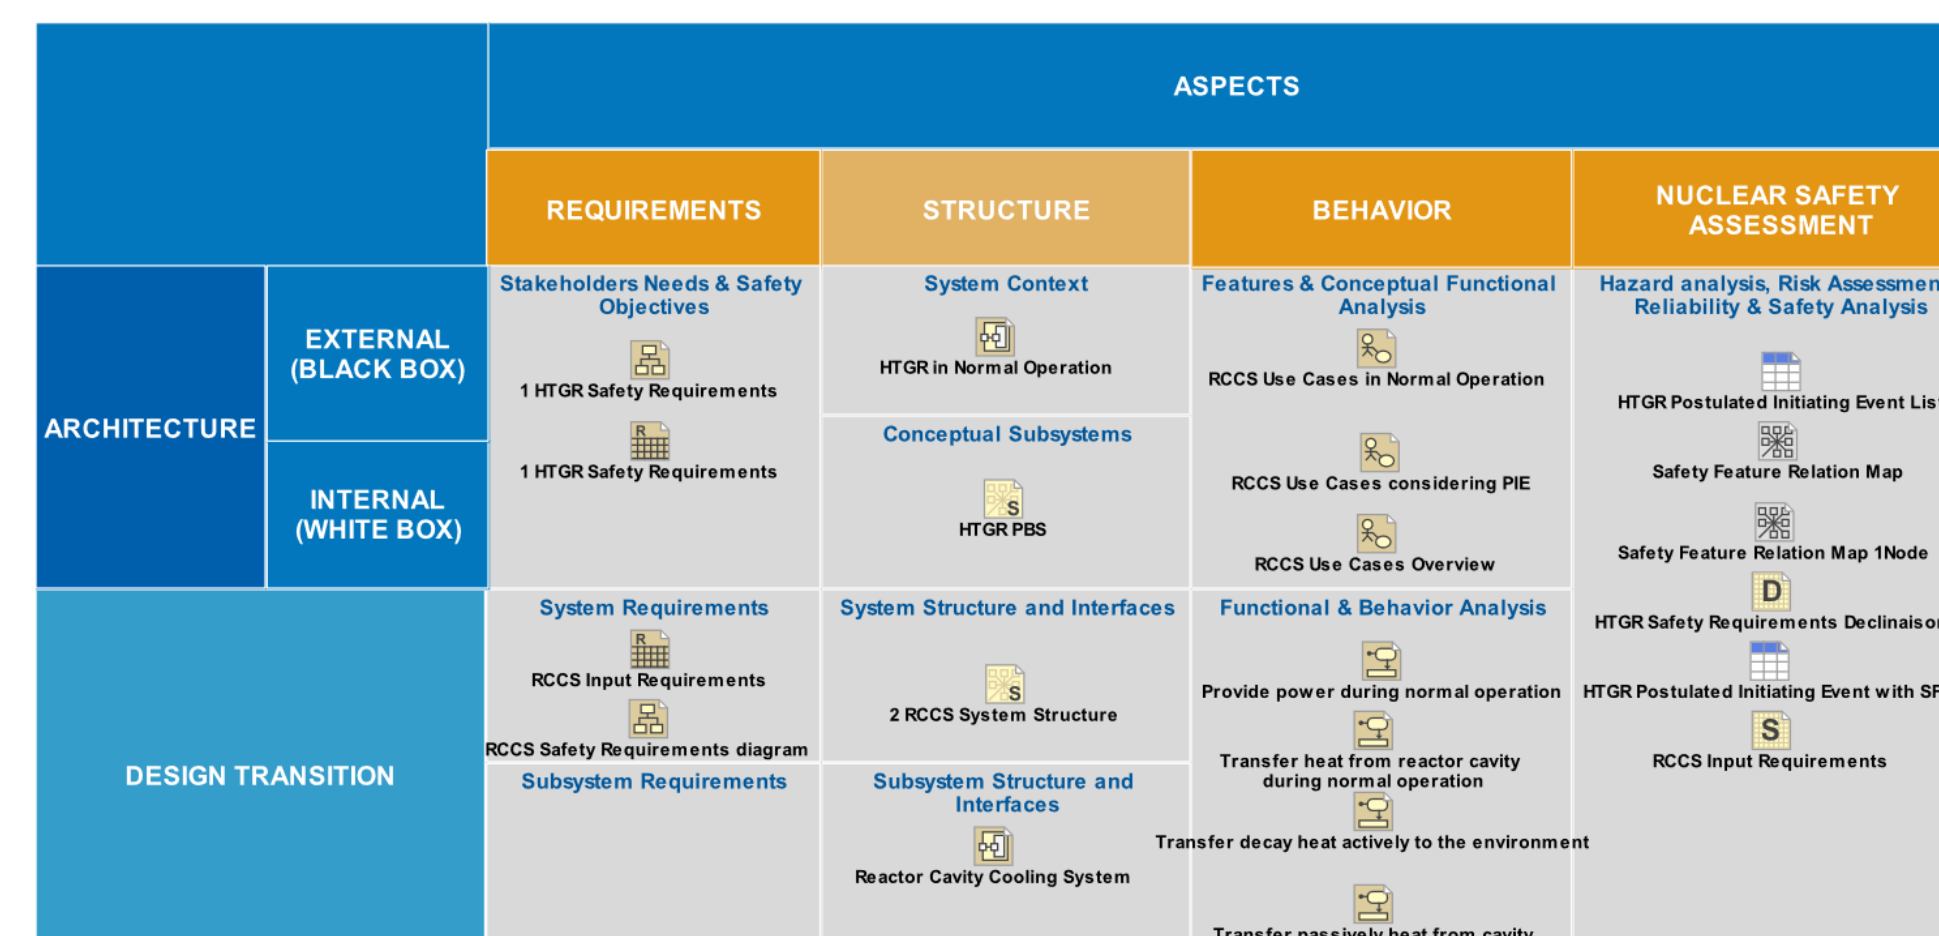 ASPECTS
REQUIREMENTS
STRUCTURE
BEHAVIOR
NUCLEAR SAFETY
ASSESSMENT
ARCHITECTURE
EXTERNAL
(BLACK BOX)
INTERNAL
(WHITE BOX)
Stakeholders Needs & Safety
Objectives
1 HTGR Safety Requirements
R
1 HTGR Safety Requirements
System Context
HTGR in Normal Operation
Conceptual Subsystems
S
HTGR PBS
Features & Conceptual Functional
Analysis
RCCS Use Cases in Normal Operation
RCCS Use Cases considering PIE
RCCS Use Cases Overview
Hazard analysis, Risk Assessmen
Reliability & Safety Analysis
HTGR Postulated Initiating Event Lis
Safety Feature Relation Map
Safety Feature Relation Map 1Node
D
HTGR Safety Requirements Declinaison
HTGR Postulated Initiating Event with SF
S
RCCS Input Requirements
DESIGN TRANSITION
System Requirements
R
RCCS Input Requirements
RCCS Safety Requirements diagram
Subsystem Requirements
System Structure and Interfaces
S
2 RCCS System Structure
Subsystem Structure and
Interfaces
Reactor Cavity Cooling System
Functional & Behavior Analysis
Provide power during normal operation
Transfer heat from reactor cavity
during normal operation
Transfer decay heat actively to the environment
Transfer passively heat from cavity